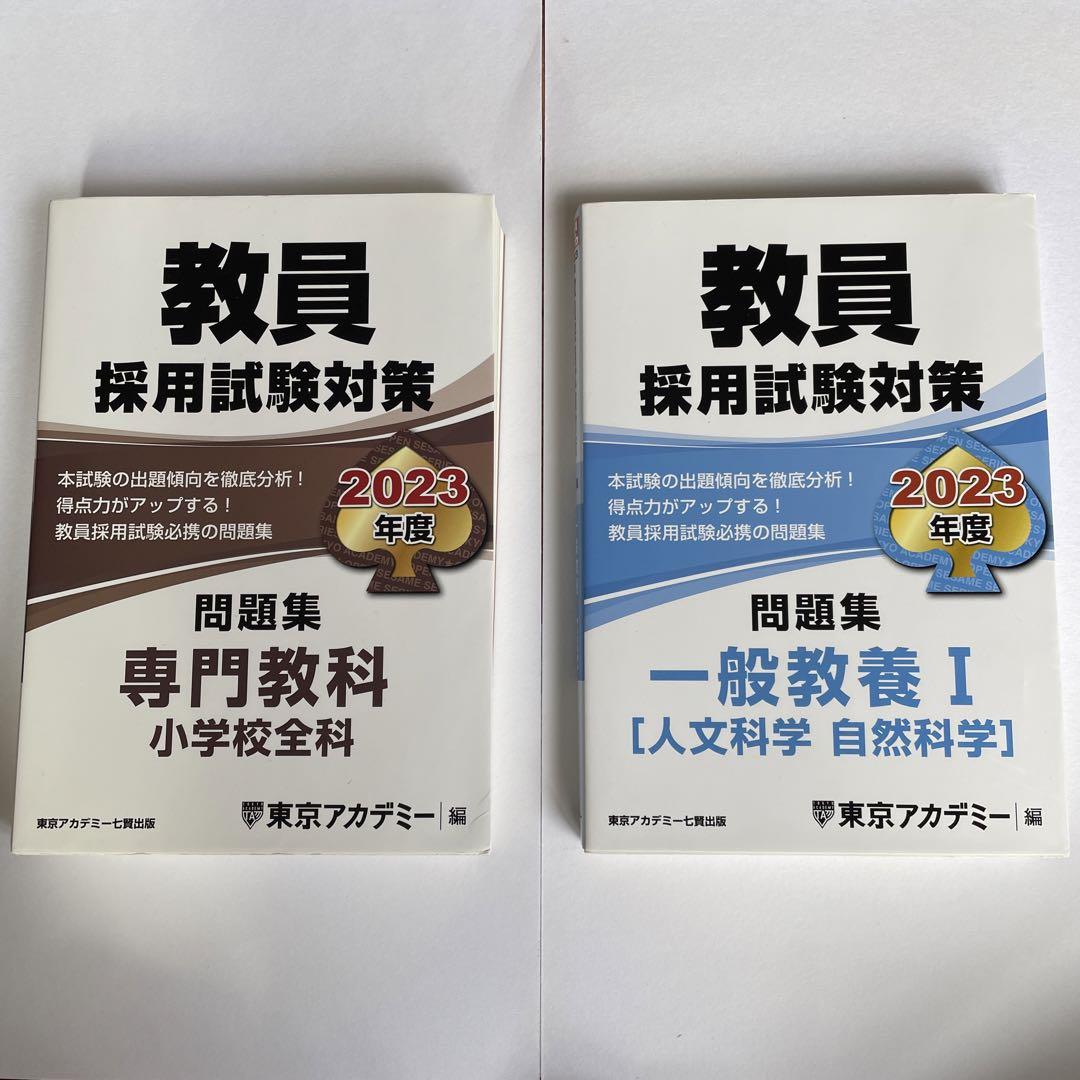 教員
採用試験対策
本試験の出題傾向を徹底分析！
得点力がアップする！
教員採用試験必携の問題集
2023
年度
問題集
専門教科
小学校全科
東京アカデミー七賢出版
東京アカデミー 編
教員
採用試験対策
本試験の出題傾向を徹底分析！
得点力がアップする！
教員採用試験必携の問題集
2023
年度
問題集
一般教養 I
[人文科学 自然科学]
東京アカデミー七賢出版
東京アカデミー 編